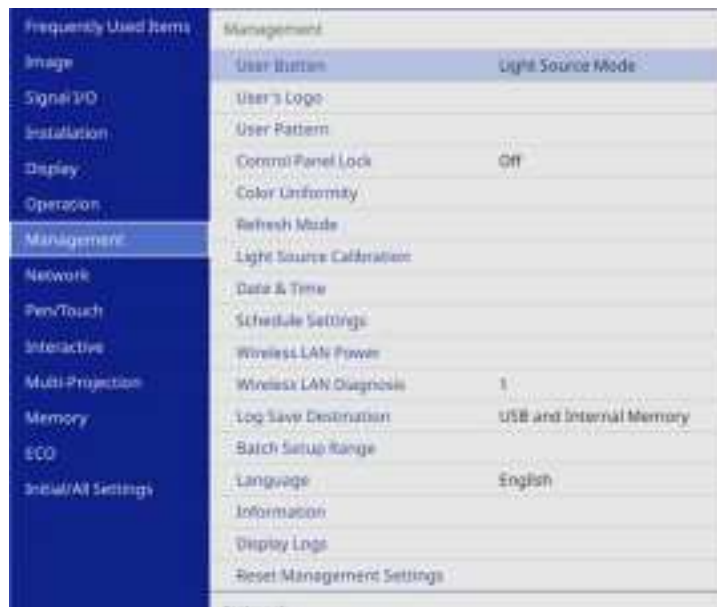 Frequently Used Items
Image
Signal I/O
Installation
Display
Operation
Management
Network
Pen/Touch
Interactive
Multi-Projection
Memory
ECO
Initial/All Settings
Management
User Button Light Source Mode
User's Logo
User Pattern
Control Panel Lock Off
Color Uniformity
Refresh Mode
Light Source Calibration
Date & Time
Schedule Settings
Wireless LAN Power
Wireless LAN Diagnosis 1
Log Save Destination USB and Internal Memory
Batch Setup Range
Language English
Information
Display Logs
Reset Management Settings